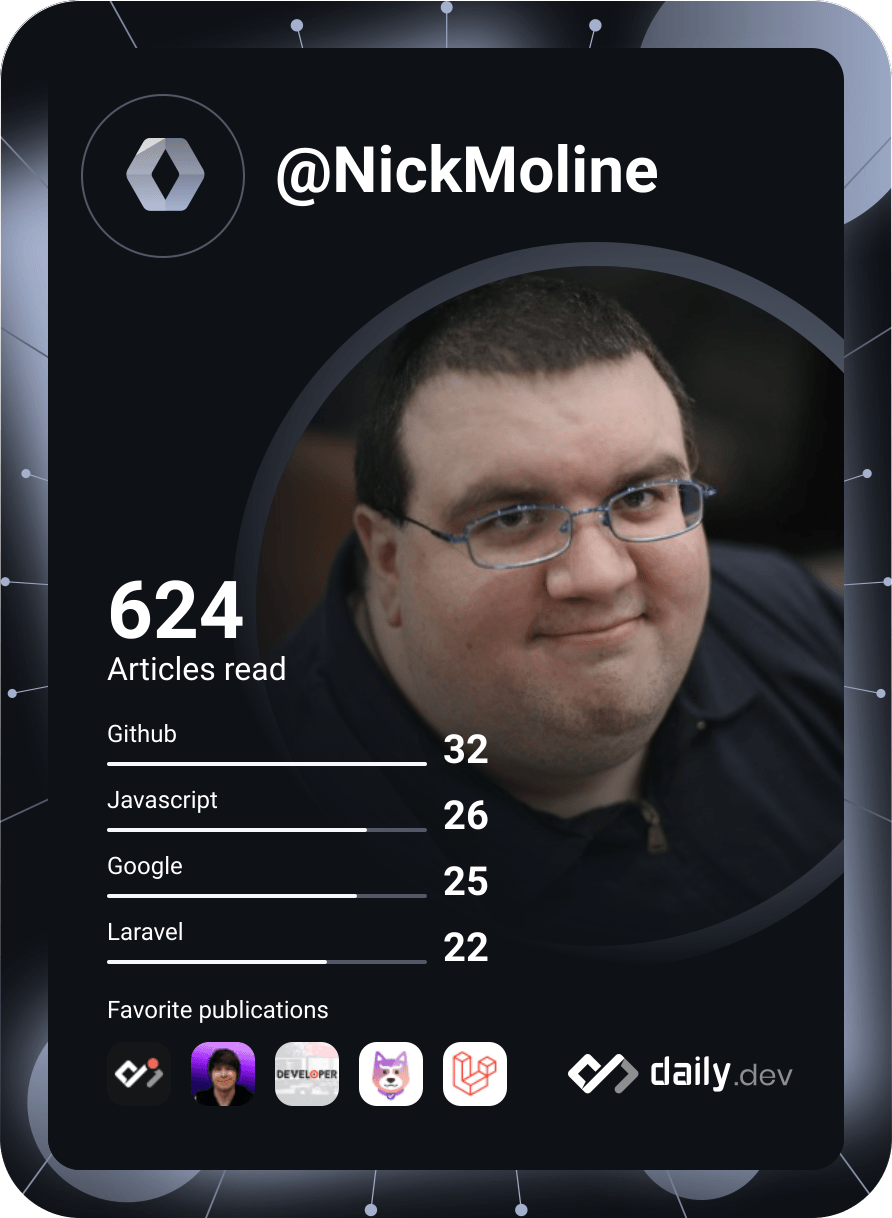 @NickMoline
624
Articles read
Github
32
Javascript
26
Google
25
Laravel
22
Favorite publications
DEVELOPER
daily.dev